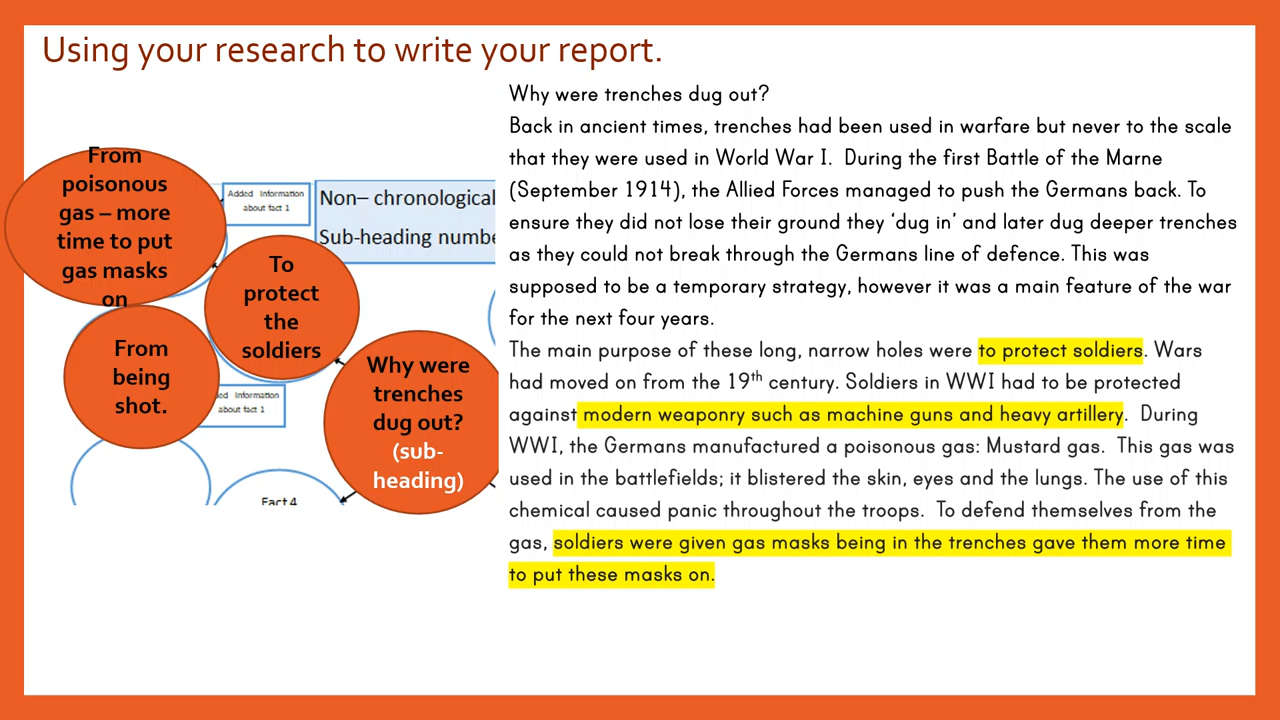 Using your research to write your report.
From
poisonous
gas – more
time to put
gas masks
on
Added Information
about fact 1
Non– chronological
Sub-heading numbe
To
protect
the
soldiers
From
being
shot.
Information
about fact 1
Why were
trenches
dug out?
(sub-
heading)
Fact 4
Why were trenches dug out?
Back in ancient times, trenches had been used in warfare but never to the scale
that they were used in World War I. During the first Battle of the Marne
(September 1914), the Allied Forces managed to push the Germans back. To
ensure they did not lose their ground they ‘dug in’ and later dug deeper trenches
as they could not break through the Germans line of defence. This was
supposed to be a temporary strategy, however it was a main feature of the war
for the next four years.
The main purpose of these long, narrow holes were to protect soldiers. Wars
had moved on from the 19th century. Soldiers in WWI had to be protected
against modern weaponry such as machine guns and heavy artillery. During
WWI, the Germans manufactured a poisonous gas: Mustard gas. This gas was
used in the battlefields; it blistered the skin, eyes and the lungs. The use of this
chemical caused panic throughout the troops. To defend themselves from the
gas, soldiers were given gas masks being in the trenches gave them more time
to put these masks on.